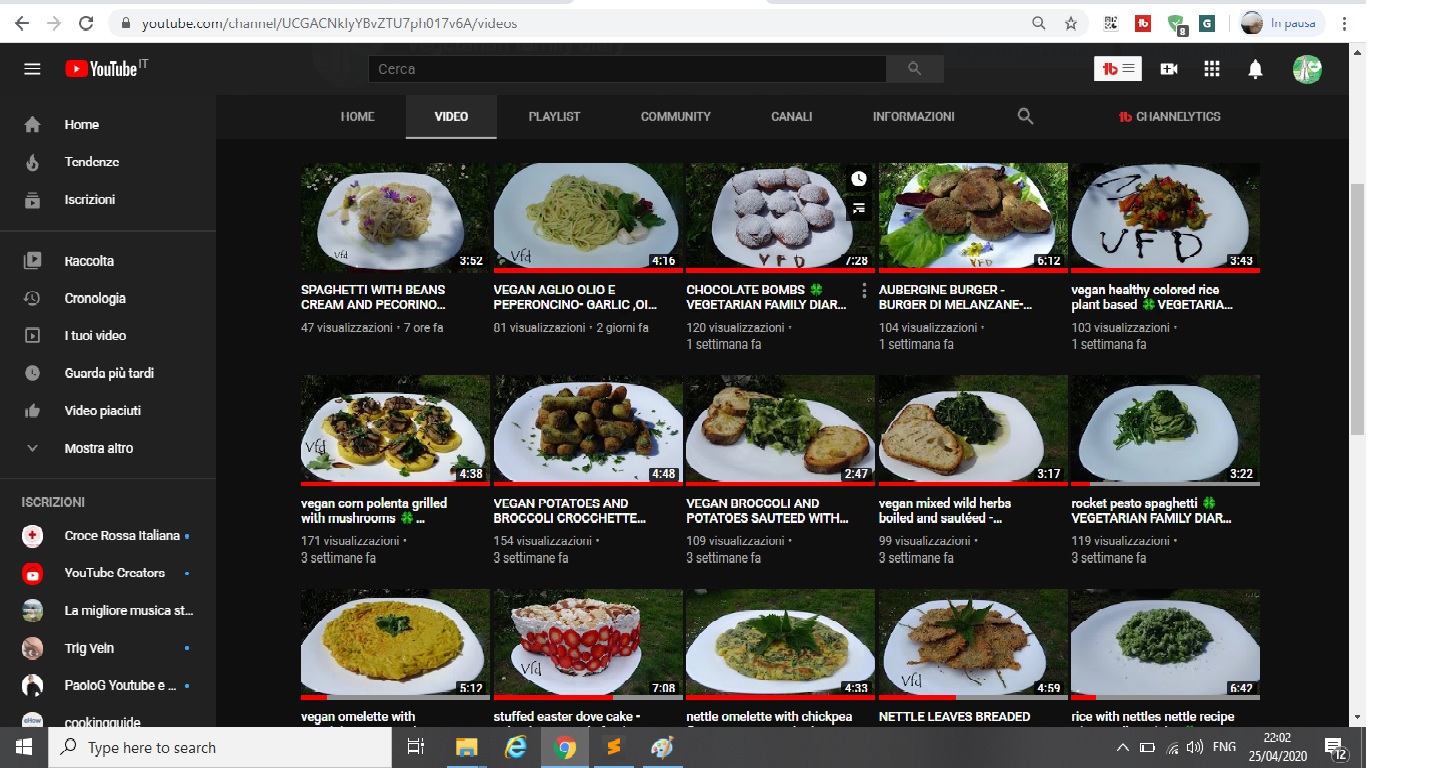 youtube.com/channel/UCGACNkIyYBvZTU7ph017v6A/videos
8
G
In pausa
YouTube IT
Cerca
tb
Home
Tendenze
Iscrizioni
Raccolta
Cronologia
I tuoi video
Guarda più tardi
Video piaciuti
Mostra altro
ISCRIZIONI
Croce Rossa Italiana
YouTube Creators
La migliore musica st...
Trig Vein
PaoloG Youtube e ...
cookingguide
HOME VIDEO PLAYLIST COMMUNITY CANALI INFORMAZIONI tb CHANNELYTICS
Vfd
3:52
SPAGHETTI WITH BEANS
CREAM AND PECORINO...
47 visualizzazioni • 7 ore fa
Vfd
4:16
VEGAN AGLIO OLIO E
PEPERONCINO- GARLIC ,OI...
81 visualizzazioni • 2 giorni fa
VFD
7:28
CHOCOLATE BOMBS 🍀
VEGETARIAN FAMILY DIAR...
120 visualizzazioni •
1 settimana fa
VFD
6:12
AUBERGINE BURGER -
BURGER DI MELANZANE-...
104 visualizzazioni •
1 settimana fa
VFD
3:43
vegan healthy colored rice
plant based 🍀 VEGETARIA...
103 visualizzazioni •
1 settimana fa
Vfd
4:38
vegan corn polenta grilled
with mushrooms 🍀 ...
171 visualizzazioni •
3 settimane fa
4:48
VEGAN POTATOES AND
BROCCOLI CROCCHETTE...
154 visualizzazioni •
3 settimane fa
2:47
VEGAN BROCCOLI AND
POTATOES SAUTEED WITH...
109 visualizzazioni •
3 settimane fa
3:17
vegan mixed wild herbs
boiled and sautéed -...
99 visualizzazioni •
3 settimane fa
3:22
rocket pesto spaghetti 🍀
VEGETARIAN FAMILY DIAR...
119 visualizzazioni •
3 settimane fa
5:12
vegan omelette with
Vfd
7:08
stuffed easter dove cake -
4:33
nettle omelette with chickpea
Vfd
4:59
NETTLE LEAVES BREADED
6:42
rice with nettles nettle recipe
Type here to search
ENG
22:02
25/04/2020
12